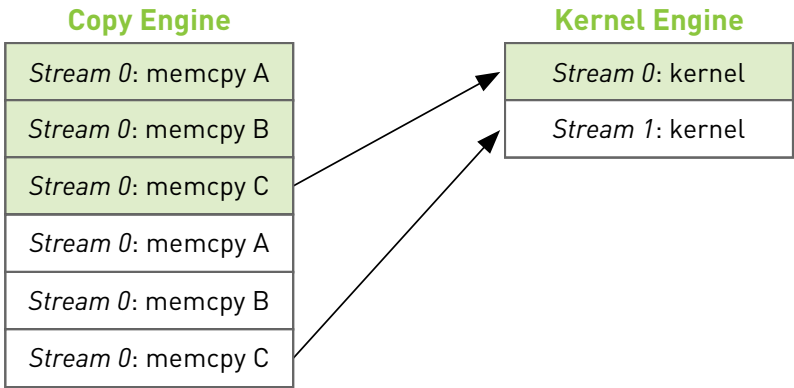 Copy Engine
Stream 0: memcpy A
Stream 0: memcpy B
Stream 0: memcpy C
Stream 0: memcpy A
Stream 0: memcpy B
Stream 0: memcpy C
Kernel Engine
Stream 0: kernel
Stream 1: kernel